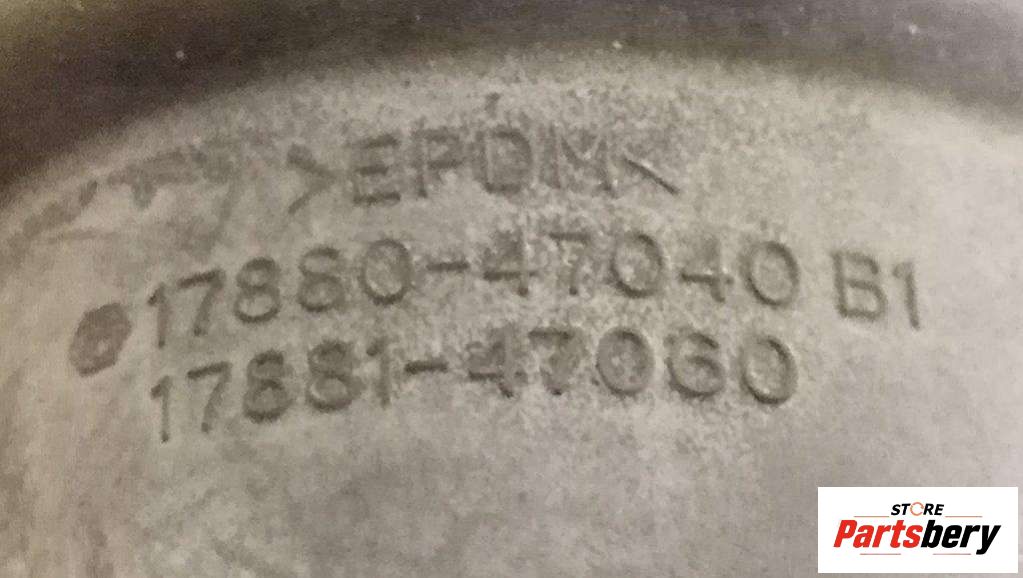 >EPDM<
17880-47040 B1
17881-47060
STORE
Partsbery